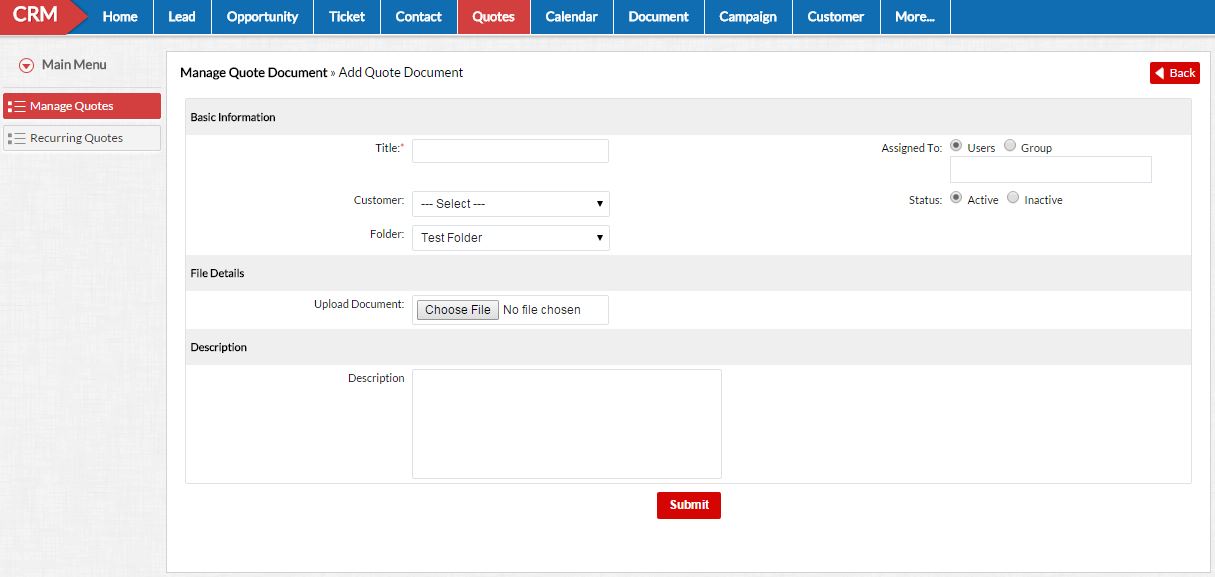 CRM Home Lead Opportunity Ticket Contact Quotes Calendar Document Campaign Customer More...
Main Menu
Manage Quotes
Recurring Quotes
Manage Quote Document » Add Quote Document Back
Basic Information
Title:* Assigned To: Users Group
Customer: --- Select --- Status: Active Inactive
Folder: Test Folder
File Details
Upload Document: Choose File No file chosen
Description
Description
Submit